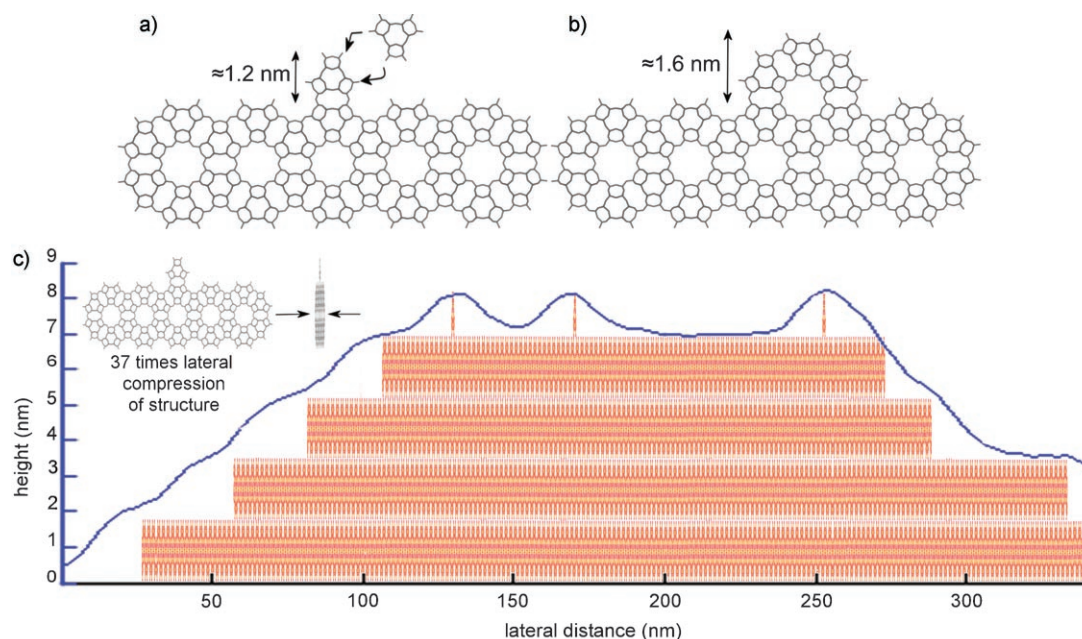 a)
≈1.2 nm
b)
≈1.6 nm
c)
37 times lateral
compression
of structure
height (nm)
9
8
7
6
5
4
3
2
1
0
50
100
150
200
250
300
lateral distance (nm)